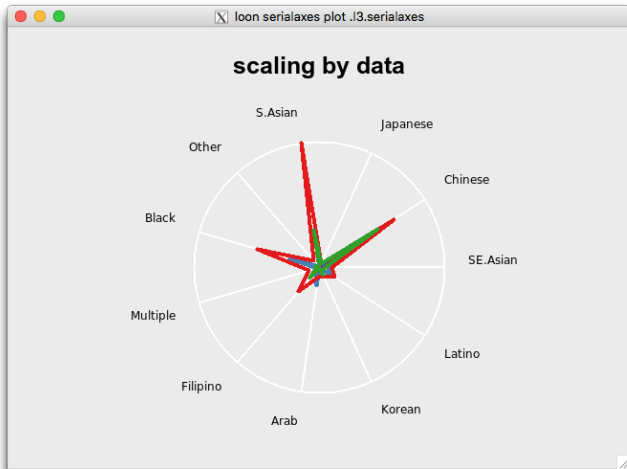 loon serialaxes plot .l3.serialaxes
scaling by data
S.Asian
Japanese
Other
Chinese
Black
SE.Asian
Multiple
Latino
Filipino
Korean
Arab